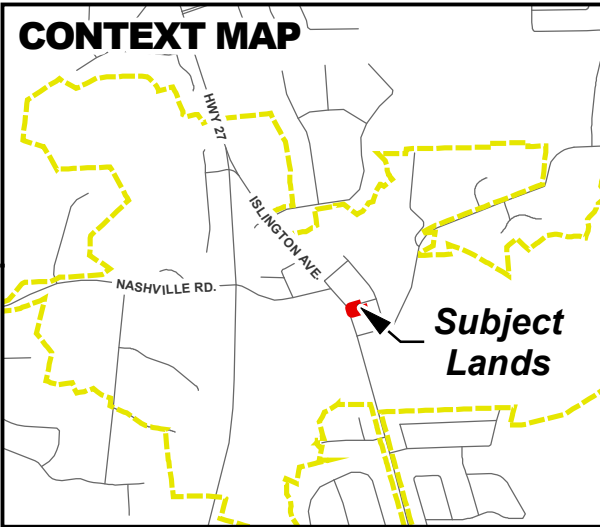 CONTEXT MAP
HWY 27
ISLINGTON AVE.
NASHVILLE RD.
Subject
Lands